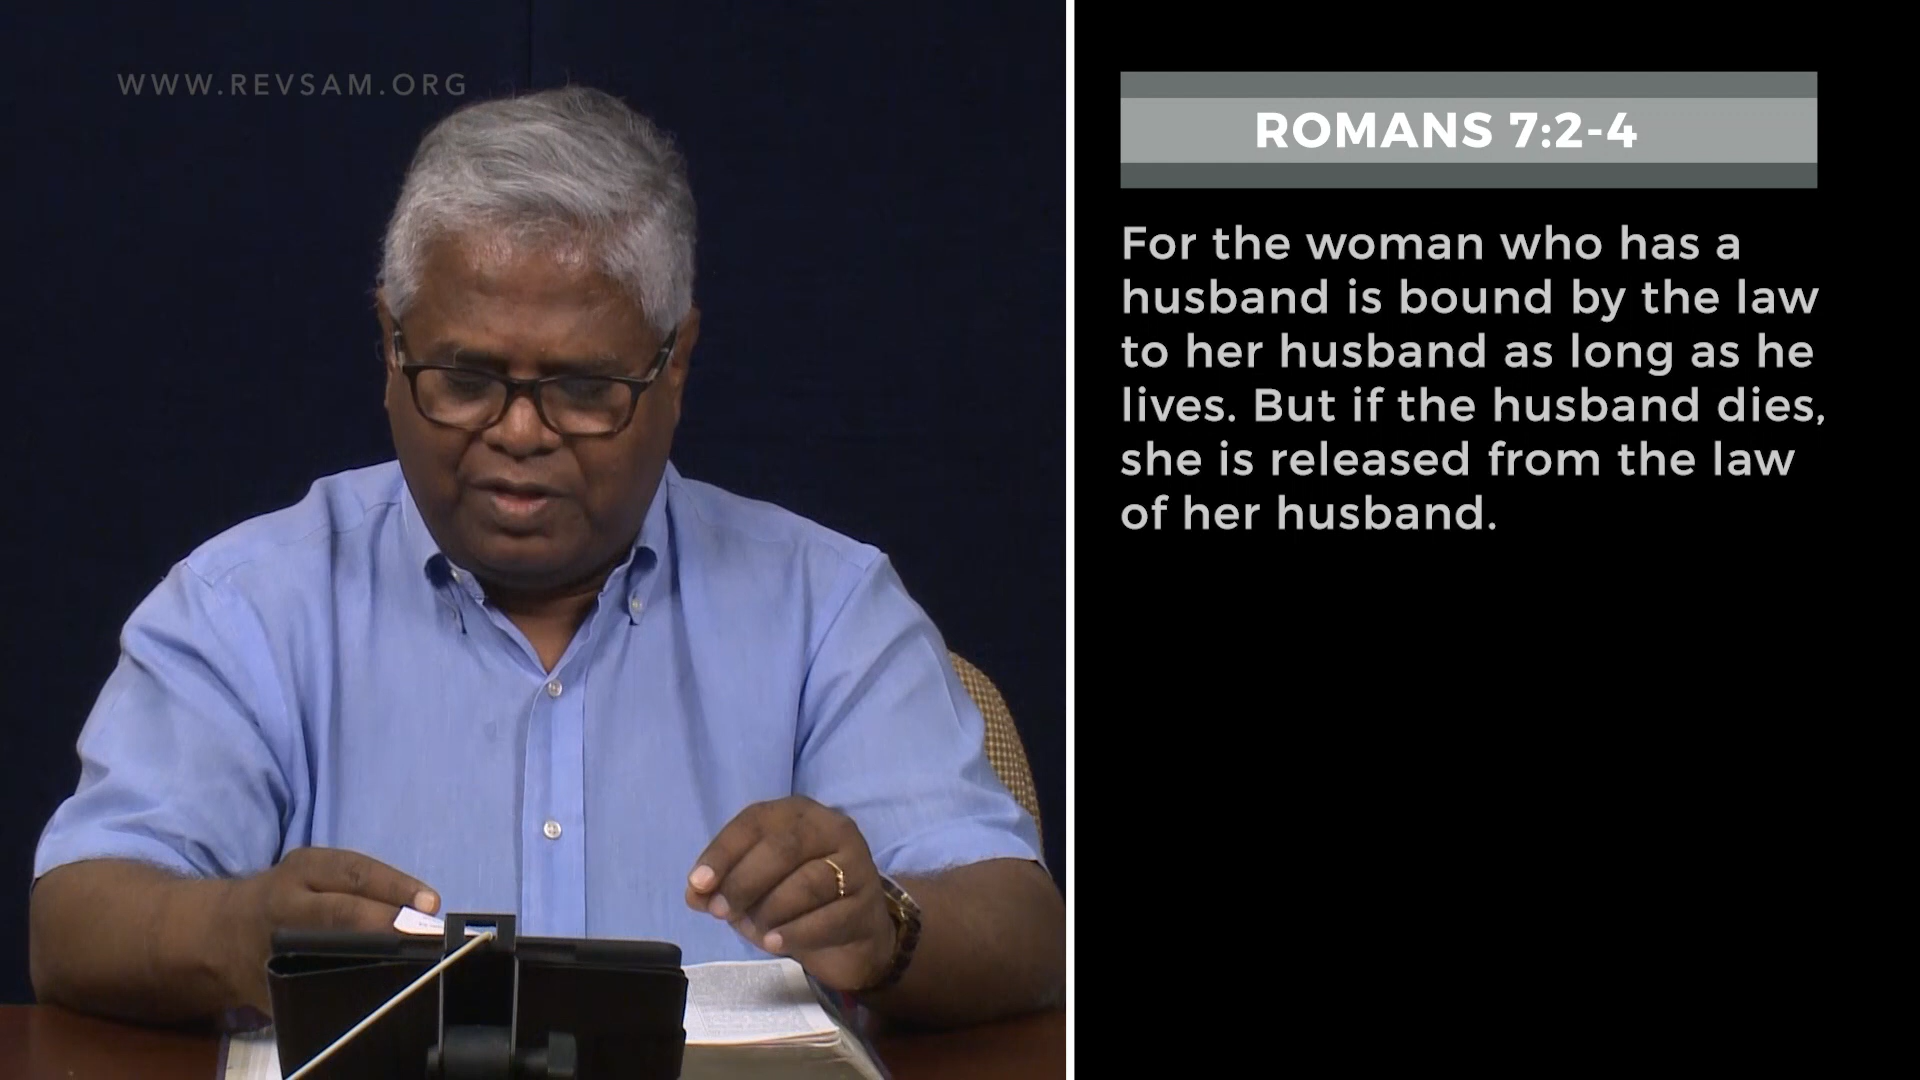 WWW.REVSAM.ORG
ROMANS 7:2-4
For the woman who has a
husband is bound by the law
to her husband as long as he
lives. But if the husband dies,
she is released from the law
of her husband.